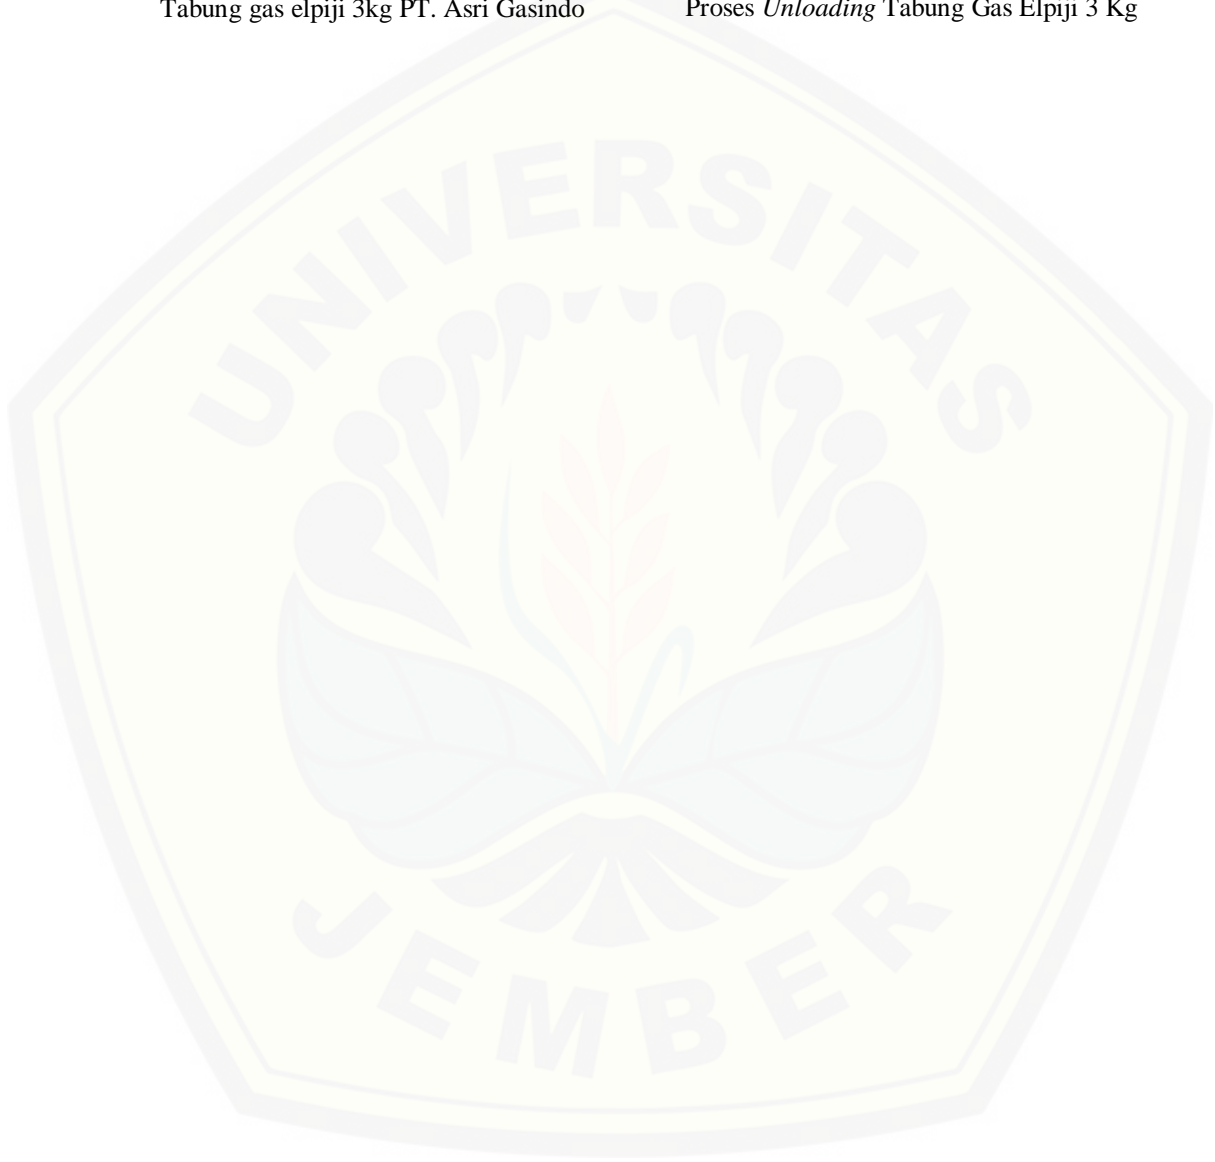 Tabung gas elpiji 3kg PT. Asri Gasindo
Proses Unloading Tabung Gas Elpiji 3 Kg
UNIVERSITAS
JEMBER